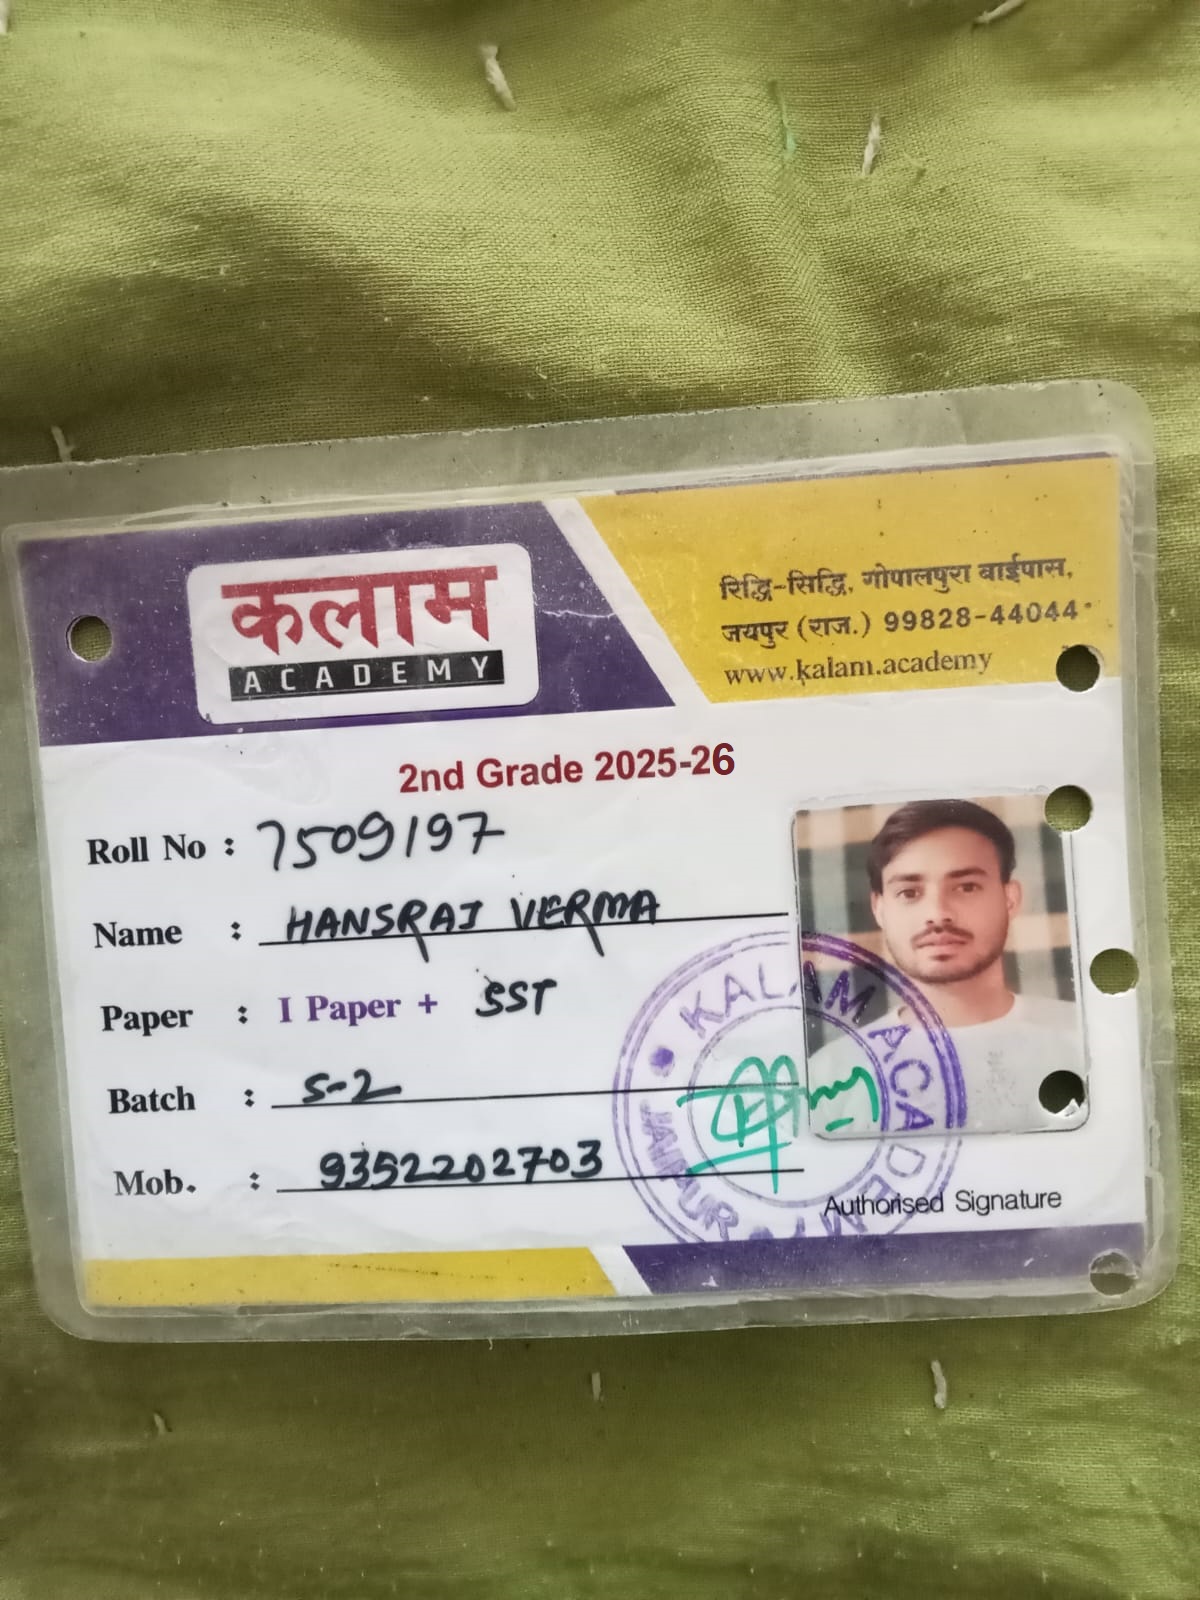 कलाम
ACADEMY
रिद्धि-सिद्धि, गोपालपुरा बाईपास,
जयपुर (राज.) 99828-44044
www.kalam.academy
2nd Grade 2025-26
Roll No : 7509197
Name : HANSRAJ VERMA
Paper : I Paper + SST
Batch : S-2
Mob. : 9352202703
KALAM ACADEMY
JAIPUR
Authorised Signature